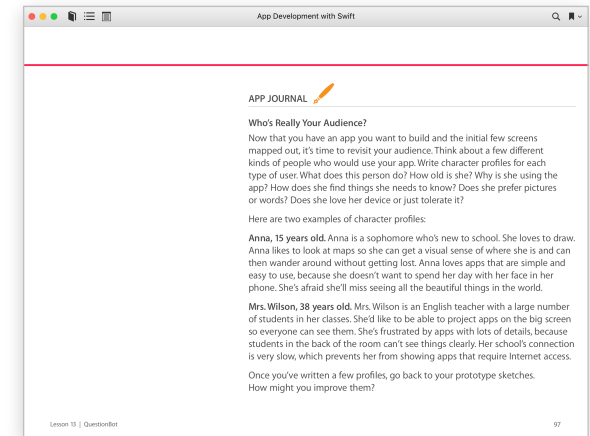 App Development with Swift
APP JOURNAL
Who's Really Your Audience?
Now that you have an app you want to build and the initial few screens
mapped out, it's time to revisit your audience. Think about a few different
kinds of people who would use your app. Write character profiles for each
type of user. What does this person do? How old is she? Why is she using the
app? How does she find things she needs to know? Does she prefer pictures
or words? Does she love her device or just tolerate it?
Here are two examples of character profiles:
Anna, 15 years old. Anna is a sophomore who's new to school. She loves to draw.
Anna likes to look at maps so she can get a visual sense of where she is and can
then wander around without getting lost. Anna loves apps that are simple and
easy to use, because she doesn't want to spend her day with her face in her
phone. She's afraid she'll miss seeing all the beautiful things in the world.
Mrs. Wilson, 38 years old. Mrs. Wilson is an English teacher with a large number
of students in her classes. She'd like to be able to project apps on the big screen
so everyone can see them. She's frustrated by apps with lots of details, because
students in the back of the room can't see things clearly. Her school's connection
is very slow, which prevents her from showing apps that require Internet access.
Once you've written a few profiles, go back to your prototype sketches.
How might you improve them?
Lesson 13 | QuestionBot 97